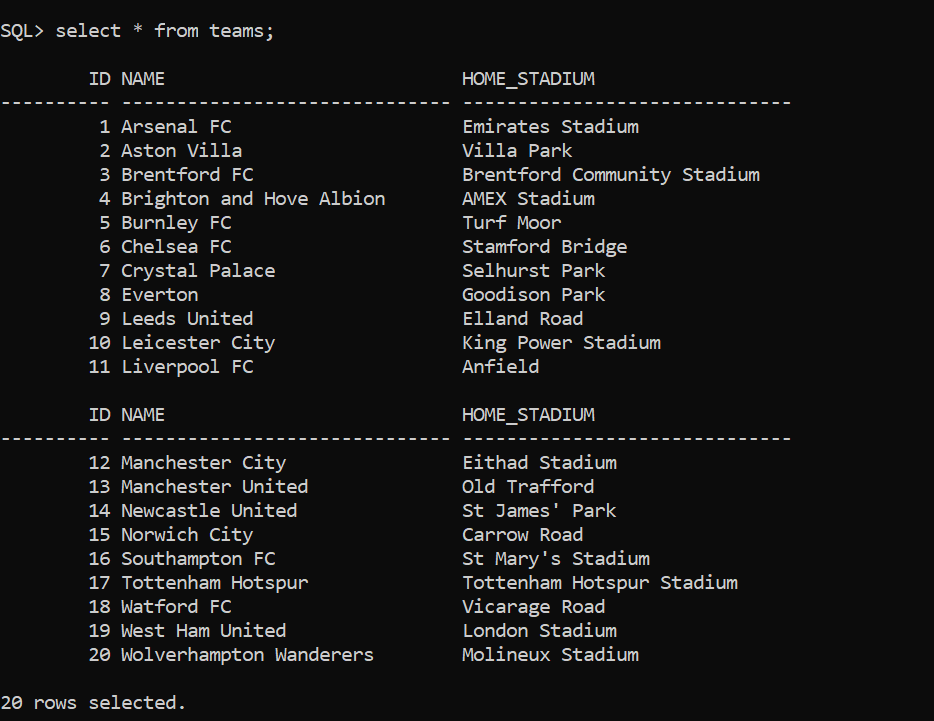 SQL> select * from teams;
        ID NAME                           HOME_STADIUM
---------- ------------------------------ ------------------------------
         1 Arsenal FC                     Emirates Stadium
         2 Aston Villa                    Villa Park
         3 Brentford FC                   Brentford Community Stadium
         4 Brighton and Hove Albion       AMEX Stadium
         5 Burnley FC                     Turf Moor
         6 Chelsea FC                     Stamford Bridge
         7 Crystal Palace                 Selhurst Park
         8 Everton                        Goodison Park
         9 Leeds United                   Elland Road
        10 Leicester City                 King Power Stadium
        11 Liverpool FC                   Anfield
        ID NAME                           HOME_STADIUM
---------- ------------------------------ ------------------------------
        12 Manchester City                Eithad Stadium
        13 Manchester United              Old Trafford
        14 Newcastle United               St James' Park
        15 Norwich City                   Carrow Road
        16 Southampton FC                 St Mary's Stadium
        17 Tottenham Hotspur              Tottenham Hotspur Stadium
        18 Watford FC                     Vicarage Road
        19 West Ham United                London Stadium
        20 Wolverhampton Wanderers        Molineux Stadium
20 rows selected.